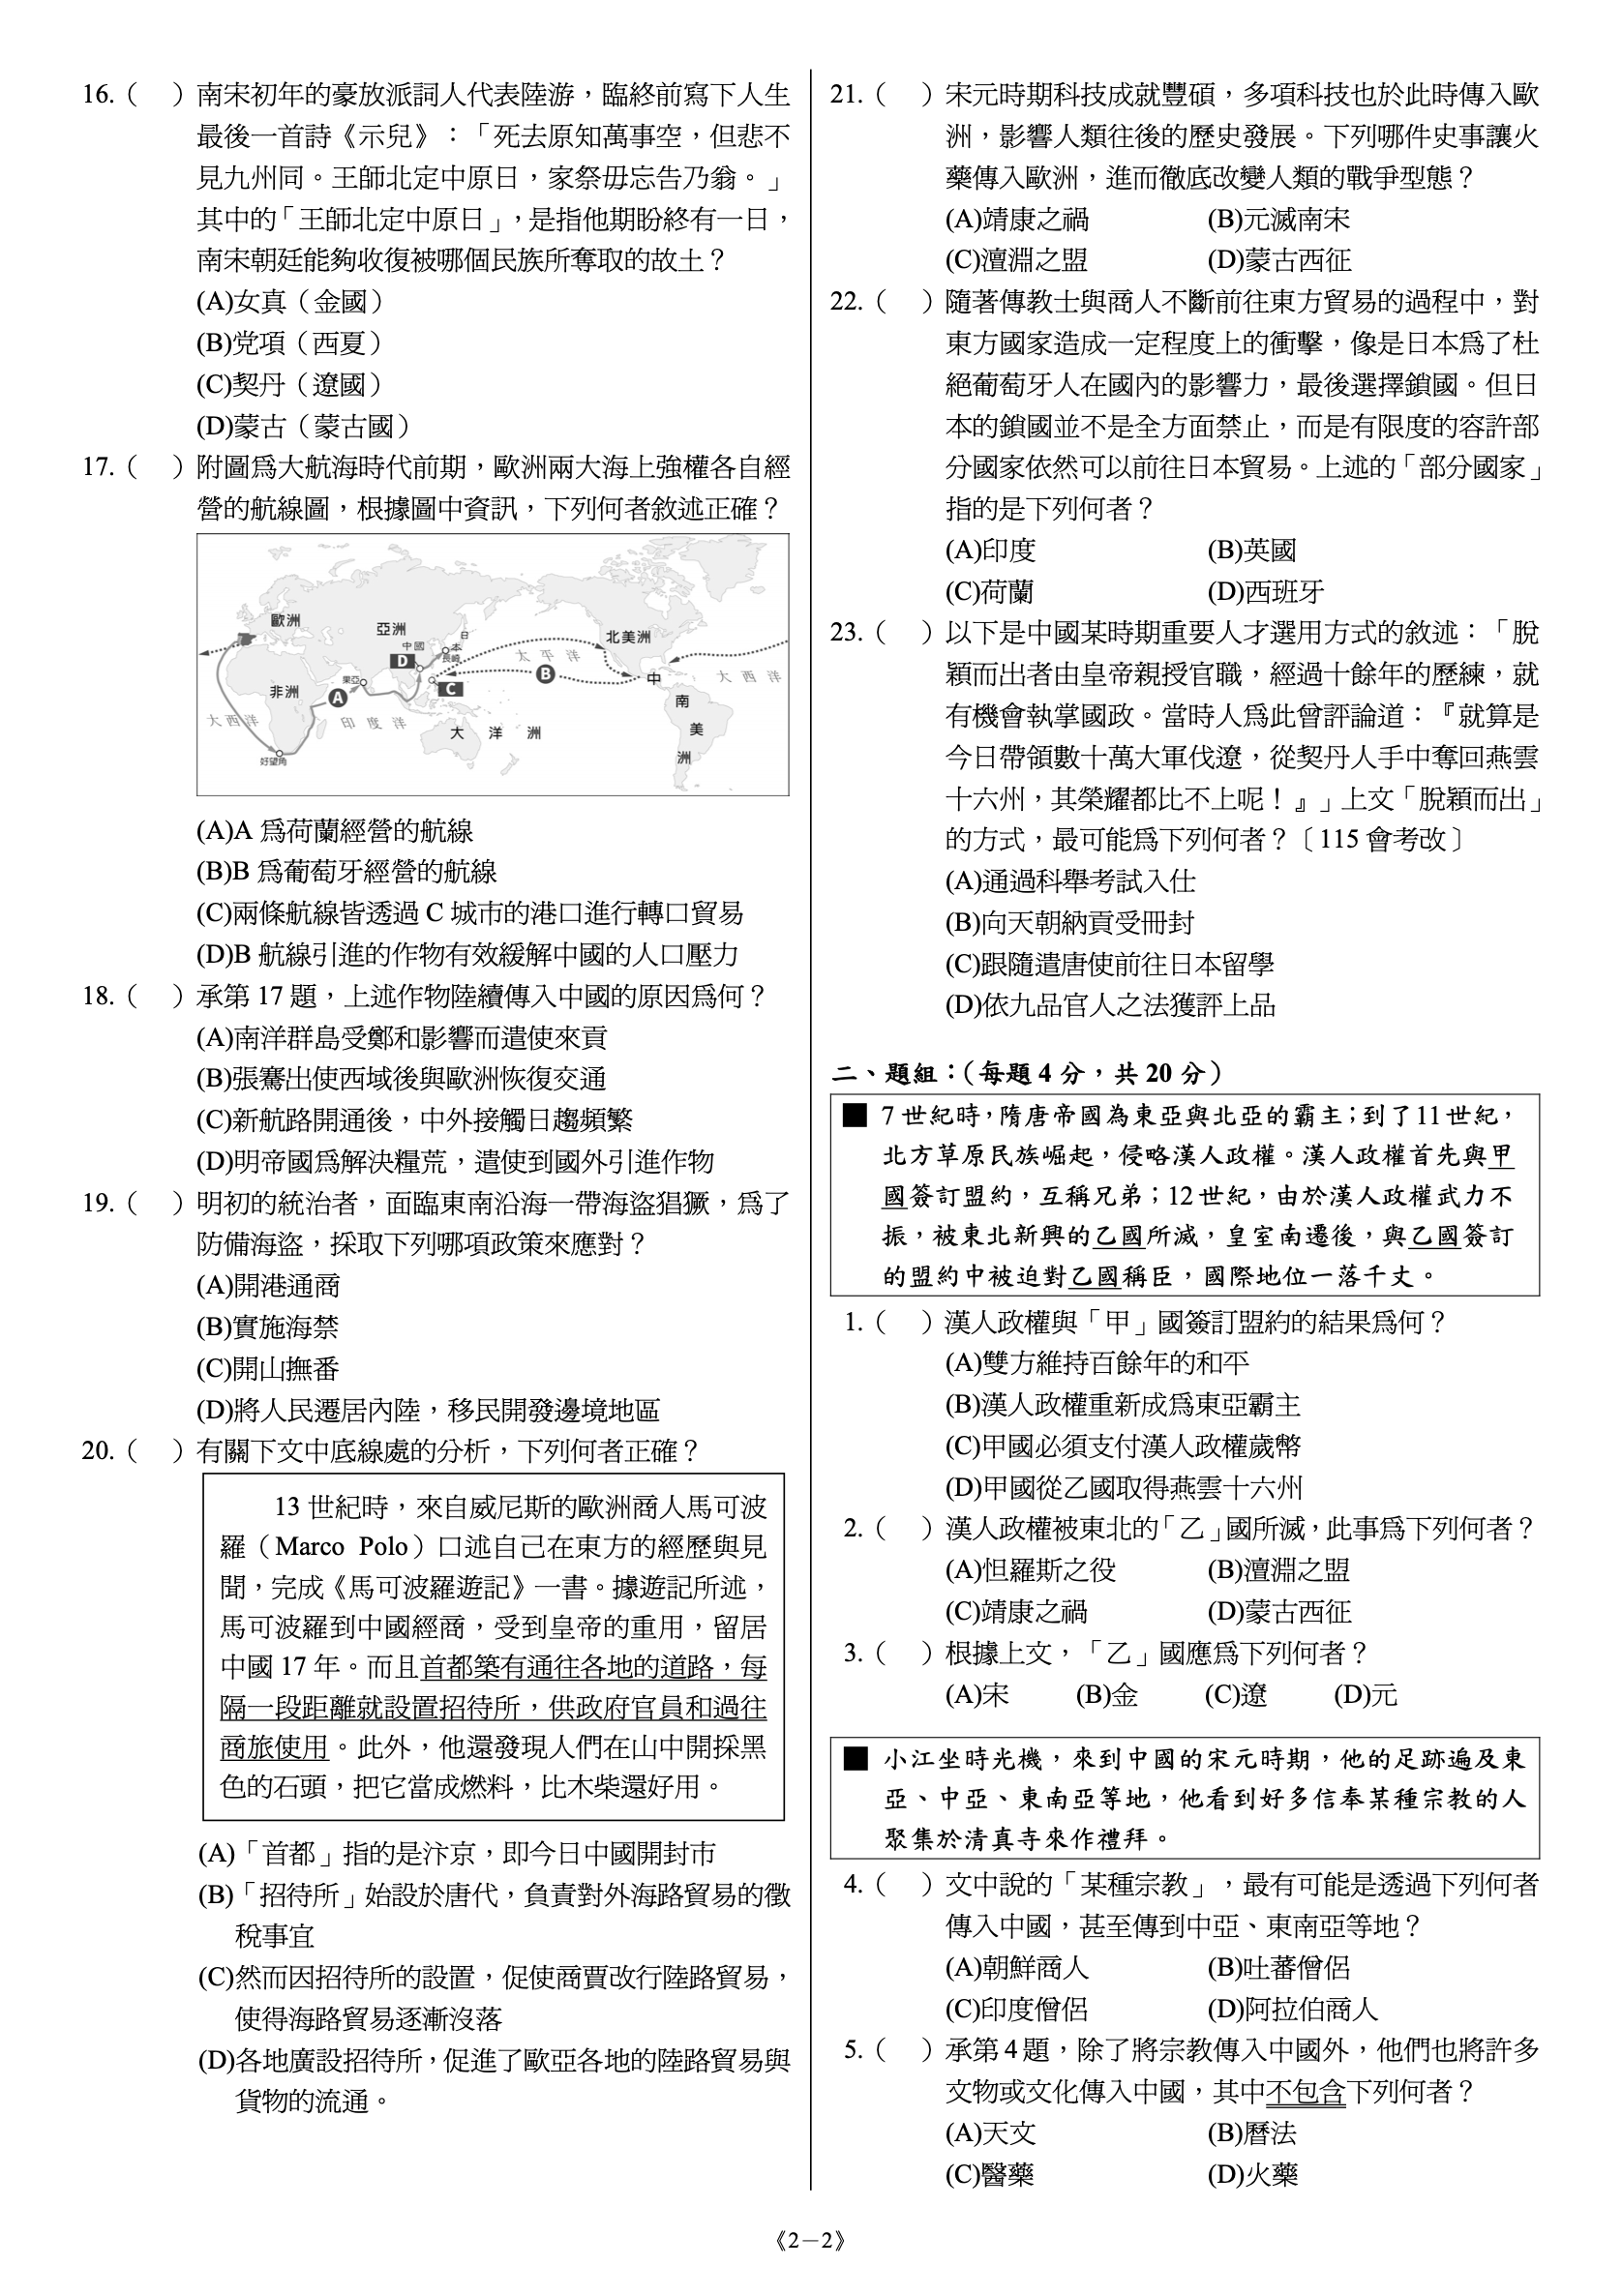 16. (　) 南宋初年的豪放派詞人代表陸游，臨終前寫下人生
最後一首詩《示兒》：「死去原知萬事空，但悲不
見九州同。王師北定中原日，家祭毋忘告乃翁。」
其中的「王師北定中原日」，是指他期盼終有一日，
南宋朝廷能夠收復被哪個民族所奪取的故土？
(A)女真（金國）
(B)党項（西夏）
(C)契丹（遼國）
(D)蒙古（蒙古國）
17. (　) 附圖為大航海時代前期，歐洲兩大海上強權各自經
營的航線圖，根據圖中資訊，下列何者敘述正確？
歐洲
亞洲
中國
日本
長崎
北美洲
太平洋
大西洋
D
B
C
A
果亞
非洲
中南美洲
大西洋
印度洋
大洋洲
好望角
(A)A 為荷蘭經營的航線
(B)B 為葡萄牙經營的航線
(C)兩條航線皆透過 C 城市的港口進行轉口貿易
(D)B 航線引進的作物有效緩解中國的人口壓力
18. (　) 承第 17 題，上述作物陸續傳入中國的原因為何？
(A)南洋群島受鄭和影響而遣使來貢
(B)張騫出使西域後與歐洲恢復交通
(C)新航路開通後，中外接觸日趨頻繁
(D)明帝國為解決糧荒，遣使到國外引進作物
19. (　) 明初的統治者，面臨東南沿海一帶海盜猖獗，為了
防備海盜，採取下列哪項政策來應對？
(A)開港通商
(B)實施海禁
(C)開山撫番
(D)將人民遷居內陸，移民開發邊境地區
20. (　) 有關下文中底線處的分析，下列何者正確？
13 世紀時，來自威尼斯的歐洲商人馬可波
羅（Marco Polo）口述自己在東方的經歷與見
聞，完成《馬可波羅遊記》一書。據遊記所述，
馬可波羅到中國經商，受到皇帝的重用，留居
中國 17 年。而且首都築有通往各地的道路，每
隔一段距離就設置招待所，供政府官員和過往
商旅使用。此外，他還發現人們在山中開採黑
色的石頭，把它當成燃料，比木柴還好用。
(A)「首都」指的是汴京，即今日中國開封市
(B)「招待所」始設於唐代，負責對外海路貿易的徵
稅事宜
(C)然而因招待所的設置，促使商賈改行陸路貿易，
使得海路貿易逐漸沒落
(D)各地廣設招待所，促進了歐亞各地的陸路貿易與
貨物的流通。
21. (　) 宋元時期科技成就豐碩，多項科技也於此時傳入歐
洲，影響人類往後的歷史發展。下列哪件史事讓火
藥傳入歐洲，進而徹底改變人類的戰爭型態？
(A)靖康之禍　(B)元滅南宋
(C)澶淵之盟　(D)蒙古西征
22. (　) 隨著傳教士與商人不斷前往東方貿易的過程中，對
東方國家造成一定程度上的衝擊，像是日本為了杜
絕葡萄牙人在國內的影響力，最後選擇鎖國。但日
本的鎖國並不是全方面禁止，而是有限度的容許部
分國家依然可以前往日本貿易。上述的「部分國家」
指的是下列何者？
(A)印度　(B)英國
(C)荷蘭　(D)西班牙
23. (　) 以下是中國某時期重要人才選用方式的敘述：「脫
穎而出者由皇帝親授官職，經過十餘年的歷練，就
有機會執掌國政。當時人為此曾評論道：『就算是
今日帶領數十萬大軍伐遼，從契丹人手中奪回燕雲
十六州，其榮耀都比不上呢！』」上文「脫穎而出」
的方式，最可能為下列何者？〔115 會考改〕
(A)通過科舉考試入仕
(B)向天朝納貢受冊封
(C)跟隨遣唐使前往日本留學
(D)依九品官人之法獲評上品
二、題組：（每題 4 分，共 20 分）
■ 7 世紀時，隋唐帝國為東亞與北亞的霸主；到了11 世紀，
北方草原民族崛起，侵略漢人政權。漢人政權首先與甲
國簽訂盟約，互稱兄弟；12 世紀，由於漢人政權武力不
振，被東北新興的乙國所滅，皇室南遷後，與乙國簽訂
的盟約中被迫對乙國稱臣，國際地位一落千丈。
1. (　) 漢人政權與「甲」國簽訂盟約的結果為何？
(A)雙方維持百餘年的和平
(B)漢人政權重新成為東亞霸主
(C)甲國必須支付漢人政權歲幣
(D)甲國從乙國取得燕雲十六州
2. (　) 漢人政權被東北的「乙」國所滅，此事為下列何者？
(A)怛羅斯之役　(B)澶淵之盟
(C)靖康之禍　(D)蒙古西征
3. (　) 根據上文，「乙」國應為下列何者？
(A)宋　(B)金　(C)遼　(D)元
■ 小江坐時光機，來到中國的宋元時期，他的足跡遍及東
亞、中亞、東南亞等地，他看到好多信奉某種宗教的人
聚集於清真寺來作禮拜。
4. (　) 文中說的「某種宗教」，最有可能是透過下列何者
傳入中國，甚至傳到中亞、東南亞等地？
(A)朝鮮商人　(B)吐蕃僧侶
(C)印度僧侶　(D)阿拉伯商人
5. (　) 承第 4 題，除了將宗教傳入中國外，他們也將許多
文物或文化傳入中國，其中不包含下列何者？
(A)天文　(B)曆法
(C)醫藥　(D)火藥
《2－2》